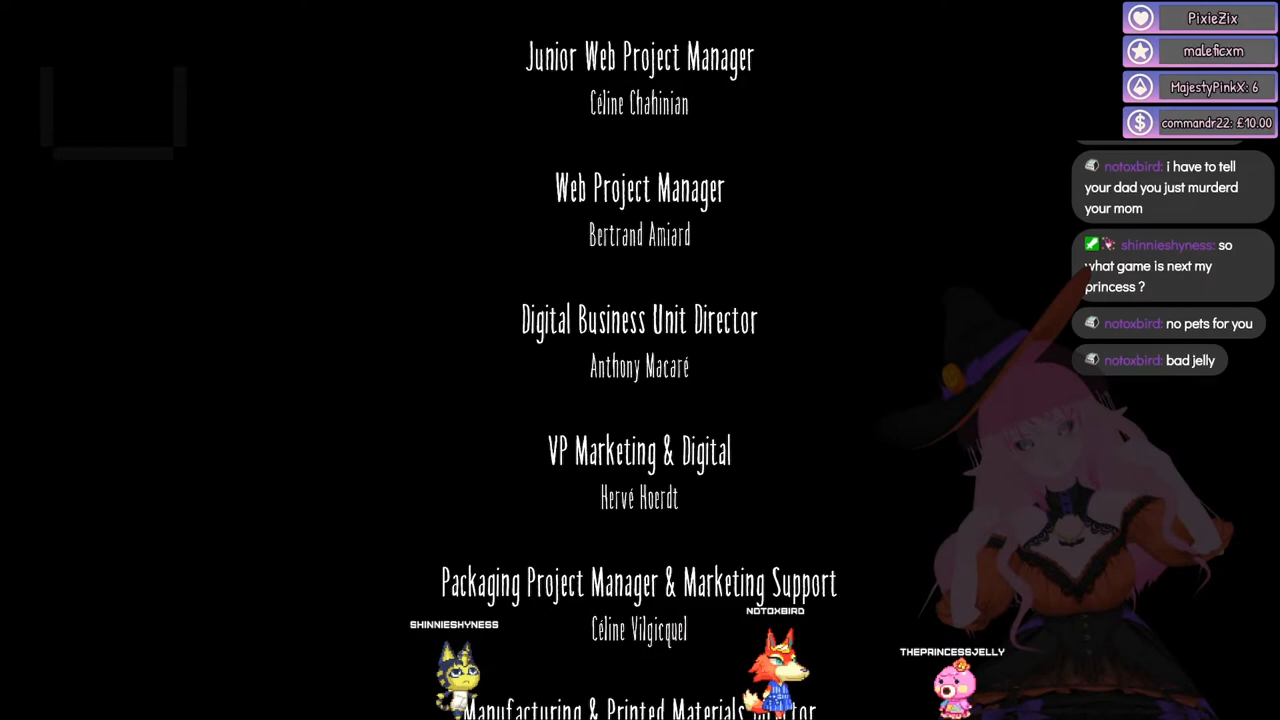 Junior Web Project Manager
Céline Chahinian
Web Project Manager
Bertrand Amiard
Digital Business Unit Director
Anthony Macaré
VP Marketing & Digital
Hervé Hoerdt
Packaging Project Manager & Marketing Support
Céline Vilgicquel
Manufacturing & Printed Materials
PixieZix
maleficxm
MajestyPinkX: 6
commandr22: £10.00
notoxbird: i have to tell
your dad you just murderd
your mom
shinnieshyness: so
what game is next my
princess ?
notoxbird: no pets for you
notoxbird: bad jelly
SHINNIESHYNESS
NOTOXBIRD
THEPRINCESSJELLY